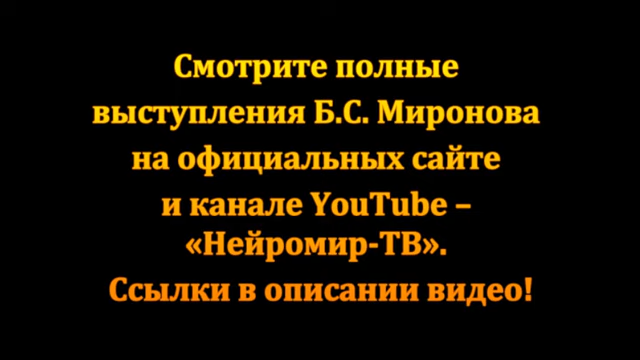 Смотрите полные
выступления Б.С. Миронова
на официальных сайте
и канале YouTube –
«Нейромир-ТВ».
Ссылки в описании видео!